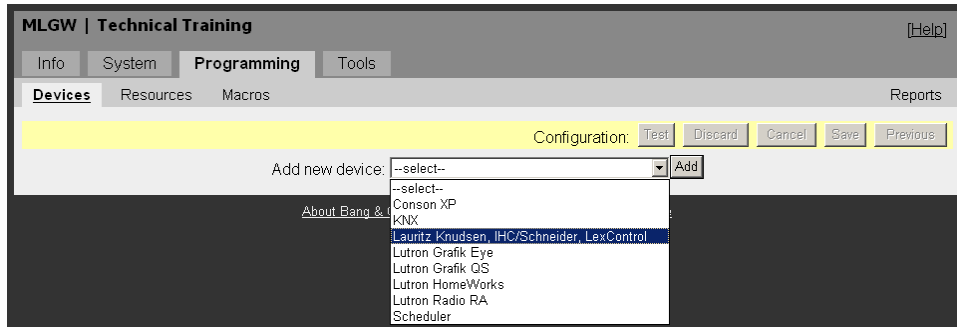 MLGW | Technical Training
[Help]
Info System Programming Tools
Devices Resources Macros Reports
Configuration: Test Discard Cancel Save Previous
Add new device: --select-- Add
--select--
About Bang &
Conson XP
KNX
Lauritz Knudsen, IHC/Schneider, LexControl
Lutron Grafik Eye
Lutron Grafik QS
Lutron HomeWorks
Lutron Radio RA
Scheduler